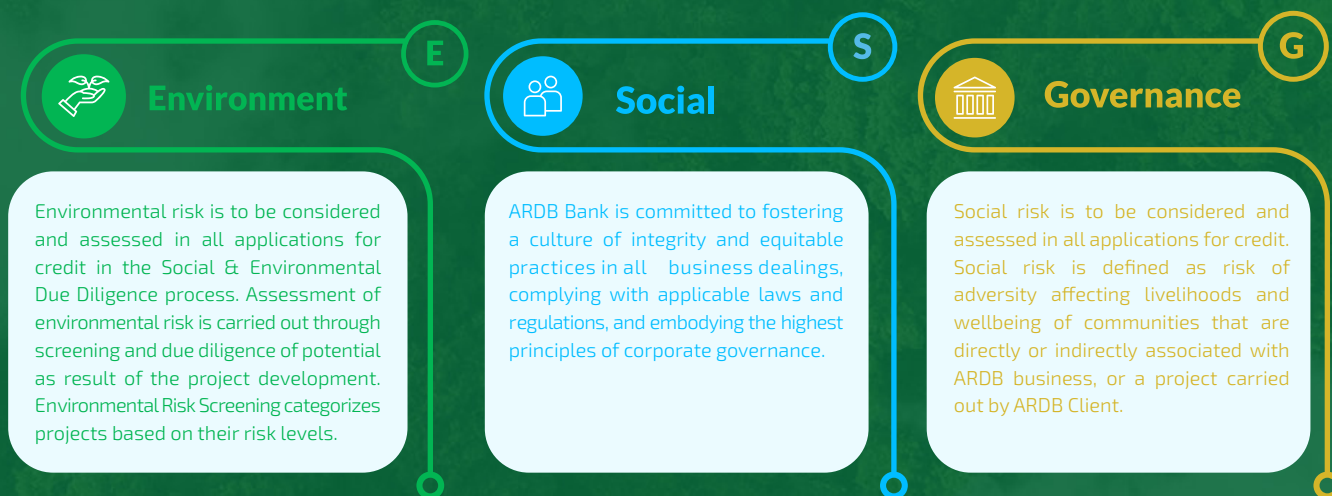 E
Environment
Environmental risk is to be considered
and assessed in all applications for
credit in the Social & Environmental
Due Diligence process. Assessment of
environmental risk is carried out through
screening and due diligence of potential
as result of the project development.
Environmental Risk Screening categorizes
projects based on their risk levels.
S
Social
ARDB Bank is committed to fostering
a culture of integrity and equitable
practices in all business dealings,
complying with applicable laws and
regulations, and embodying the highest
principles of corporate governance.
G
Governance
Social risk is to be considered and
assessed in all applications for credit.
Social risk is defined as risk of
adversity affecting livelihoods and
wellbeing of communities that are
directly or indirectly associated with
ARDB business, or a project carried
out by ARDB Client.